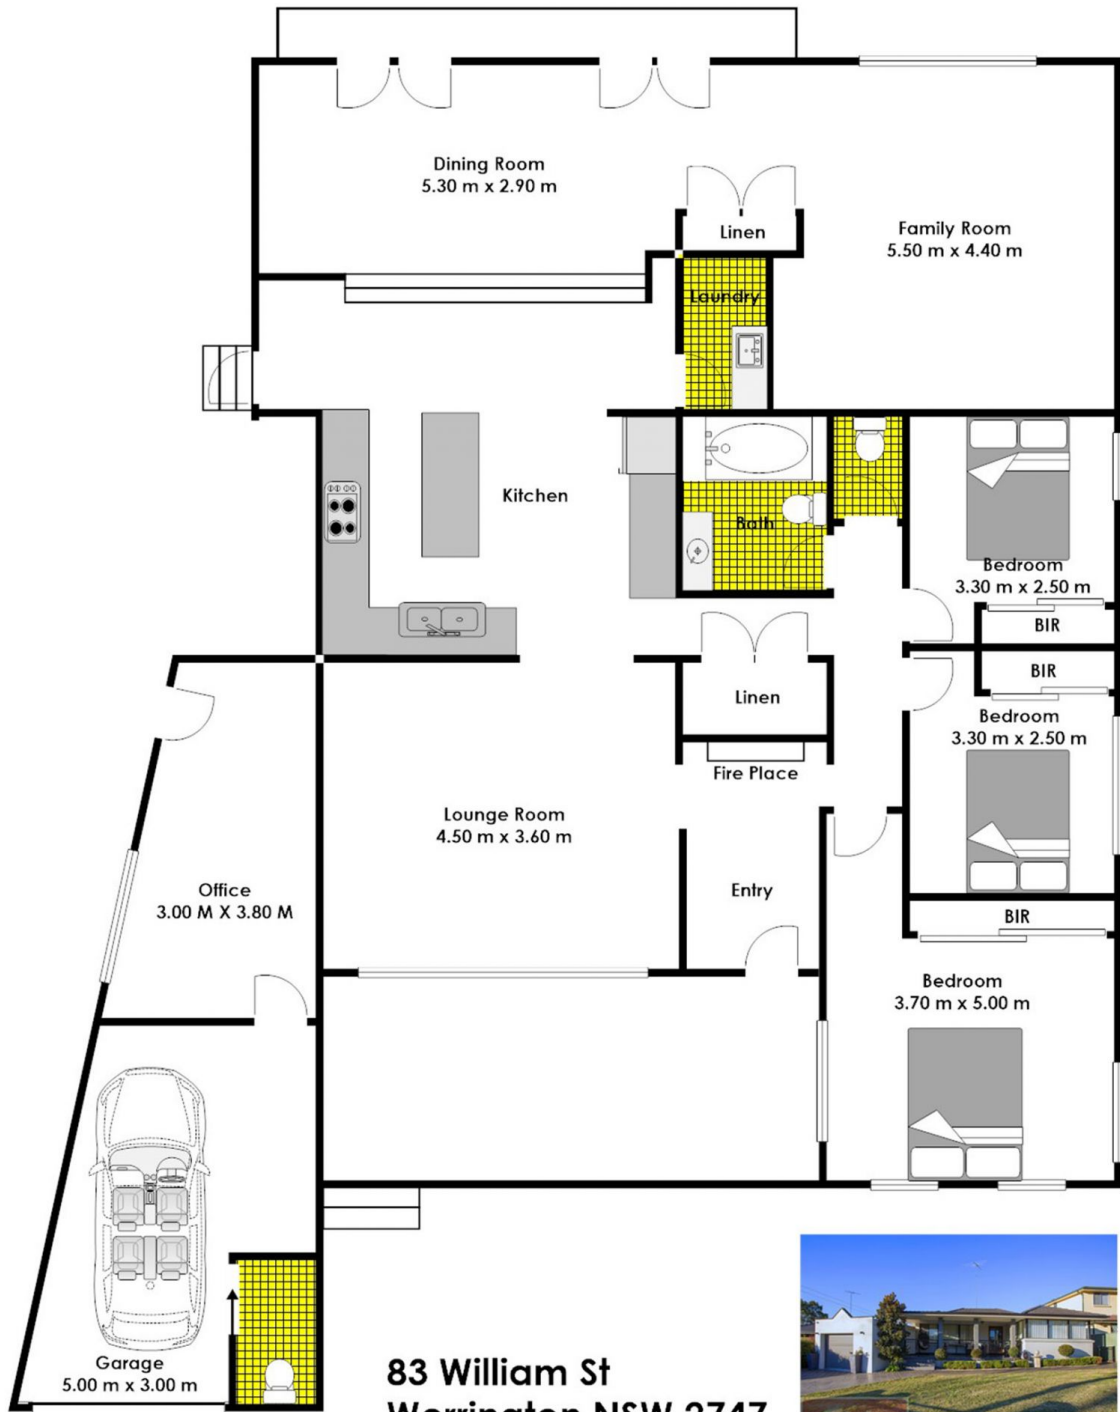 Dining Room
5.30 m x 2.90 m
Linen
Family Room
5.50 m x 4.40 m
Laundry
Kitchen
Bath
Bedroom
3.30 m x 2.50 m
BIR
BIR
Bedroom
3.30 m x 2.50 m
Linen
Fire Place
Lounge Room
4.50 m x 3.60 m
Office
3.00 M X 3.80 M
Entry
BIR
Bedroom
3.70 m x 5.00 m
Garage
5.00 m x 3.00 m
83 William St
Werrington NSW 2747